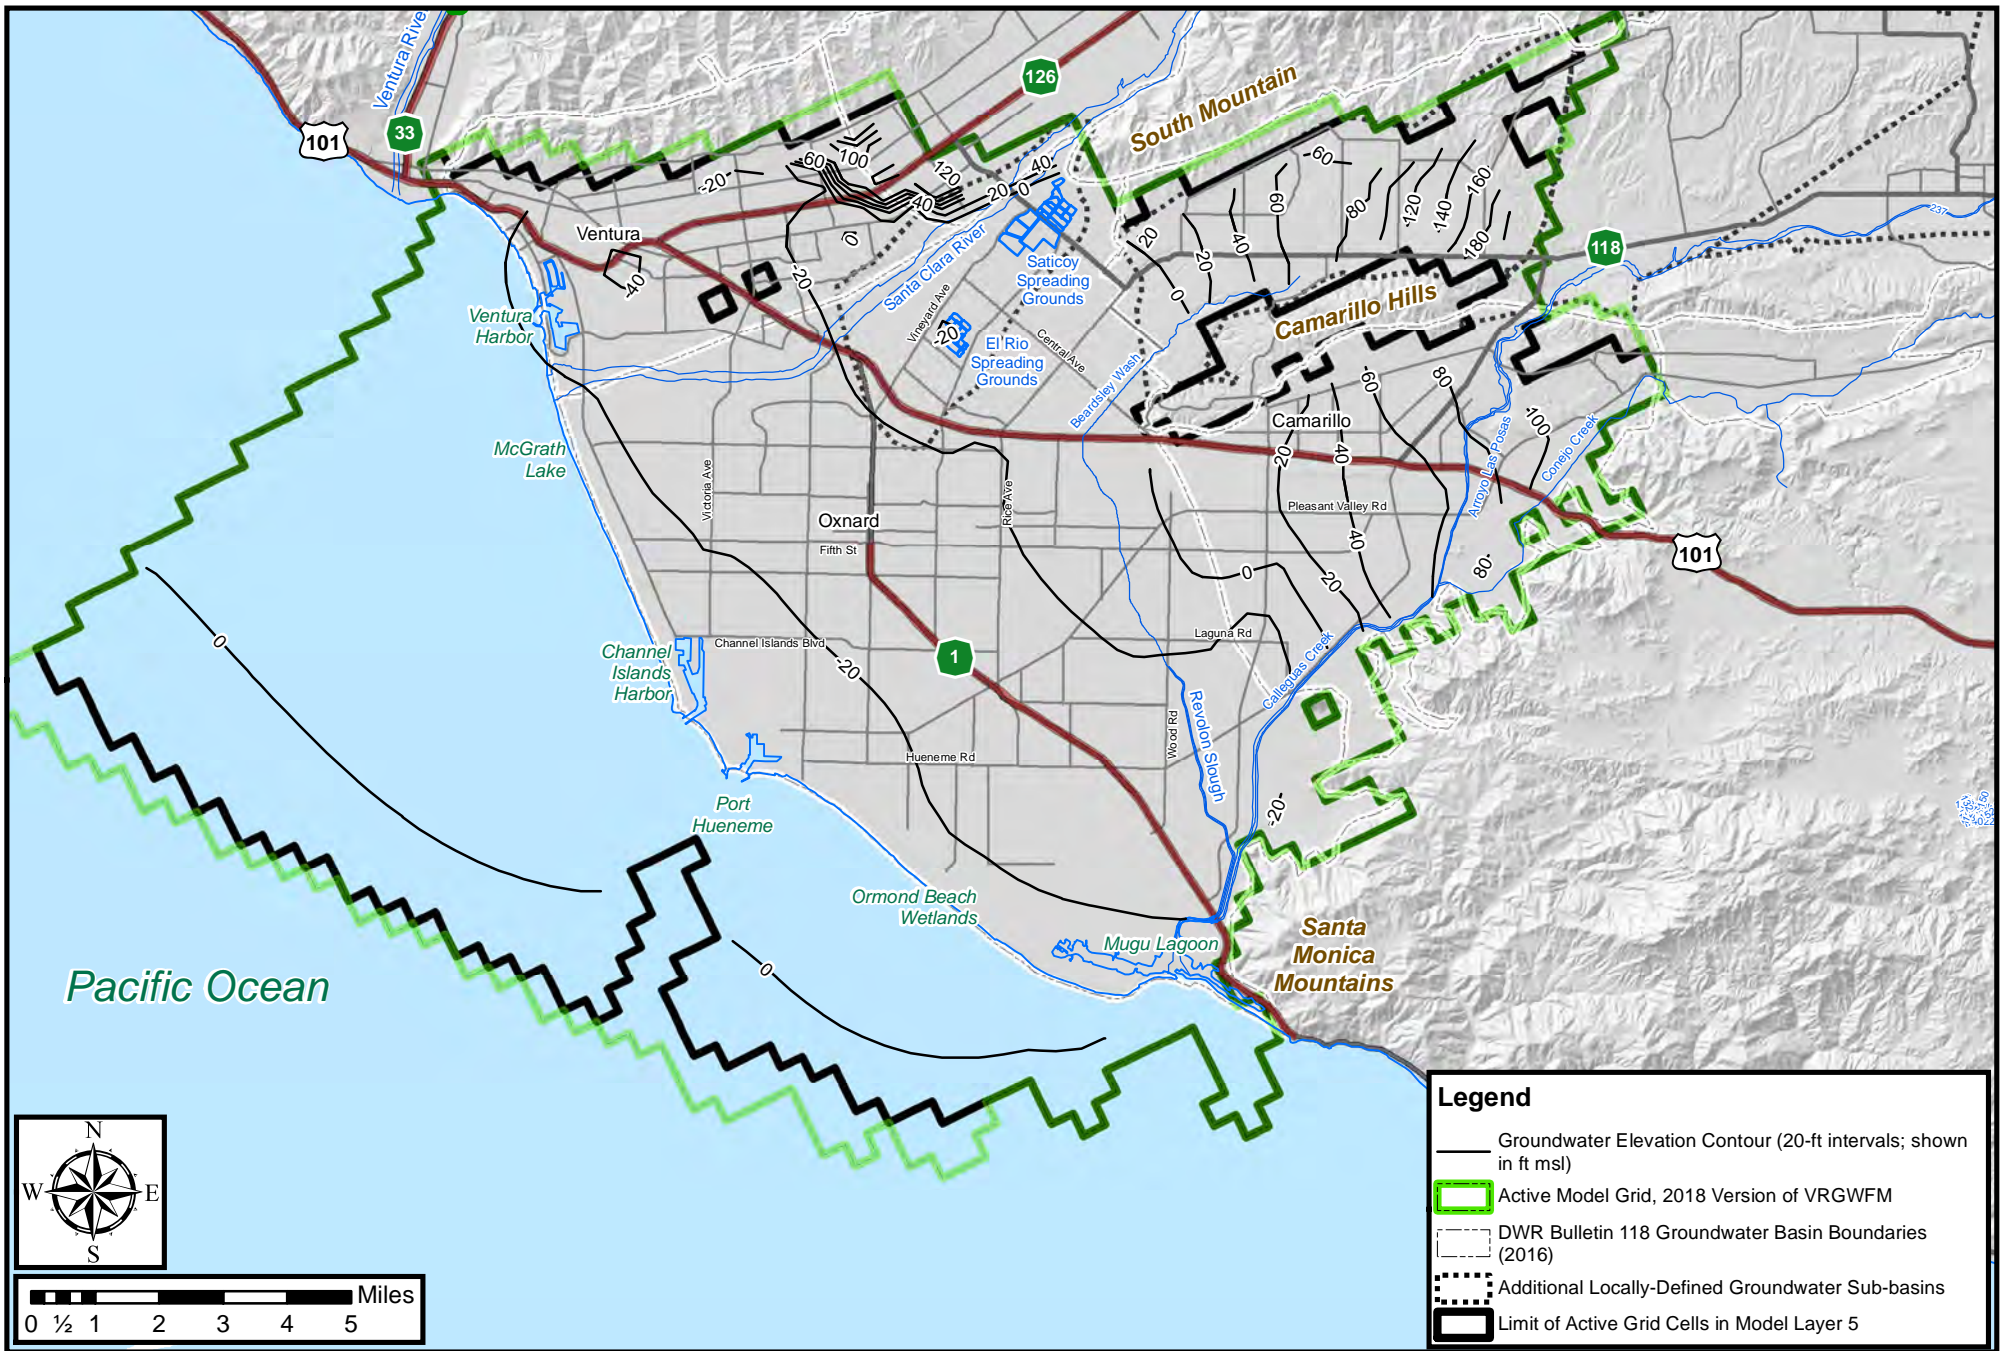 Ventura River
126
33
101
South Mountain
60
100
120
40
-20
40
20
0
-20-
-60
60
80
120
140
160
180
Ventura
-40
0
-20
Santa Clara River
Saticoy
Spreading
Grounds
20
20
40
0
118
237
Ventura
Harbor
Vineyard Ave
-20
El Rio
Spreading
Grounds
Central Ave
Beardsley Wash
Camarillo Hills
60
80
100
Camarillo
20
40
Arroyo Las Posas
Conejo Creek
McGrath
Lake
Victoria Ave
Rice Ave
Pleasant Valley Rd
Oxnard
Fifth St
40
101
0
20
80-
0
Channel
Islands
Harbor
Channel Islands Blvd
-20
1
Laguna Rd
Calleguas Creek
Revolon Slough
Wood Rd
Hueneme Rd
Port
Hueneme
-20-
Ormond Beach
Wetlands
Mugu Lagoon
Santa
Monica
Mountains
0
Pacific Ocean
N
W
E
S
Miles
0 ½ 1 2 3 4 5
Legend
Groundwater Elevation Contour (20-ft intervals; shown
in ft msl)
Active Model Grid, 2018 Version of VRGWFM
DWR Bulletin 118 Groundwater Basin Boundaries
(2016)
Additional Locally-Defined Groundwater Sub-basins
Limit of Active Grid Cells in Model Layer 5